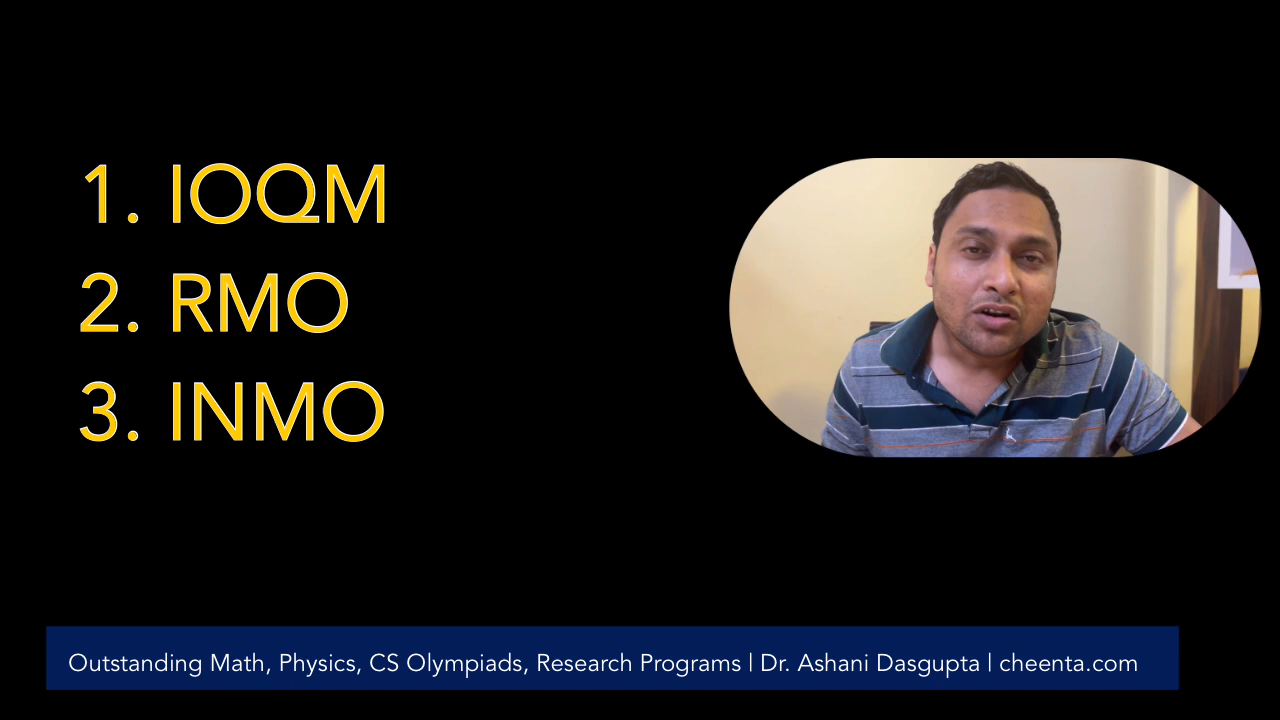 1. IOQM
2. RMO
3. INMO
Outstanding Math, Physics, CS Olympiads, Research Programs | Dr. Ashani Dasgupta | cheenta.com